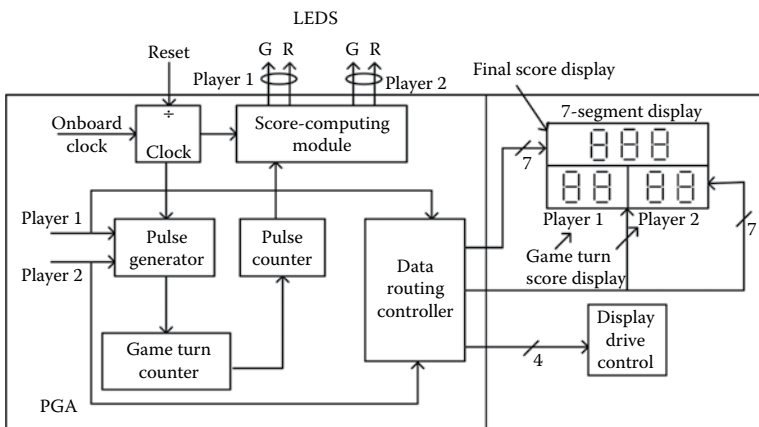 LEDS
Reset
G R
G R
Player 1
Player 2
Final score display
7-segment display
Onboard
clock
÷
Clock
Score-computing
module
888
7
88 88
Player 1
Player 2
Player 1
Player 2
Pulse
generator
Pulse
counter
Data
routing
controller
Game turn
score display
7
Game turn
counter
4
Display
drive
control
PGA